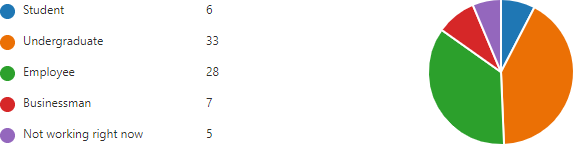 Student 6
Undergraduate 33
Employee 28
Businessman 7
Not working right now 5